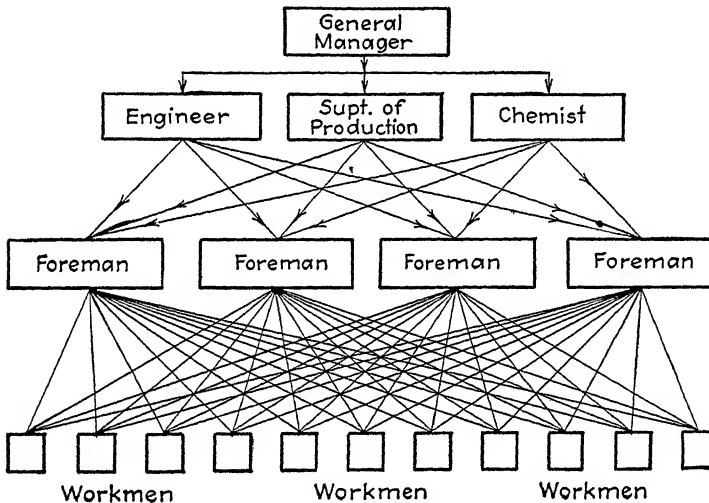 General
Manager
Engineer
Supt. of
Production
Chemist
Foreman
Foreman
Foreman
Foreman
Workmen
Workmen
Workmen